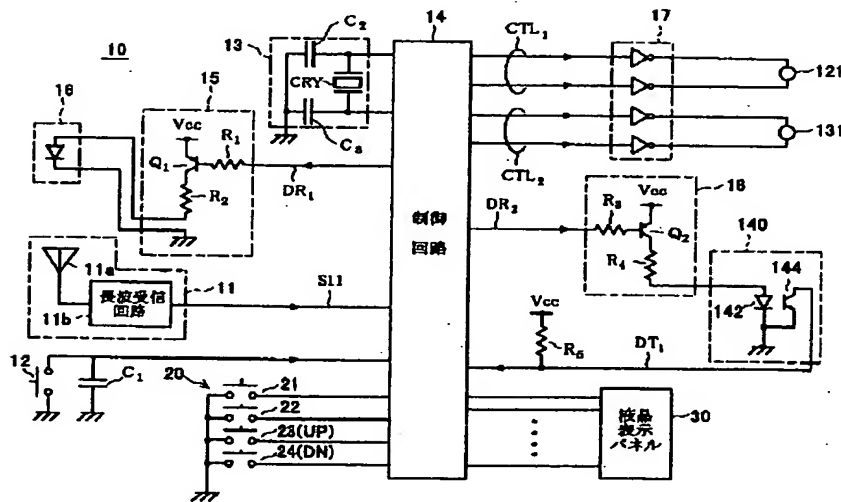 10
13
C₂
14
CTL₁
17
CRY
C₃
121
131
CTL₂
15
Vcc
R₁
Q₁
R₂
DR₁
制御
回路
DR₂
Vcc
R₃
Q₂
R₄
140
144
142
11a
長波受信
回路
11b
11
S11
Vcc
R₅
DT₁
12
C₁
20
21
22
23(UP)
24(DN)
30
液晶
表示
パネル